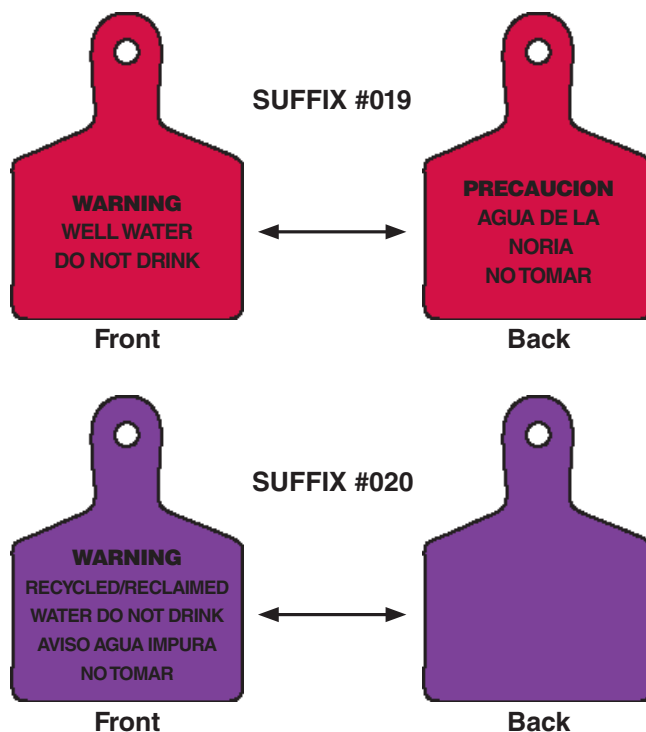 SUFFIX #019
WARNING
WELL WATER
DO NOT DRINK
PRECAUCION
AGUA DE LA
NORIA
NO TOMAR
Front
Back
SUFFIX #020
WARNING
RECYCLED/RECLAIMED
WATER DO NOT DRINK
AVISO AGUA IMPURA
NO TOMAR
Front
Back